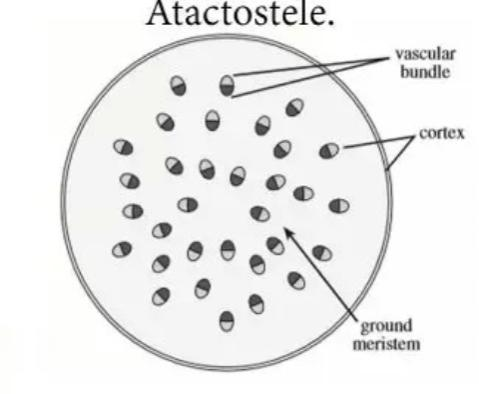 Atactostele.
vascular
bundle
cortex
ground
meristem